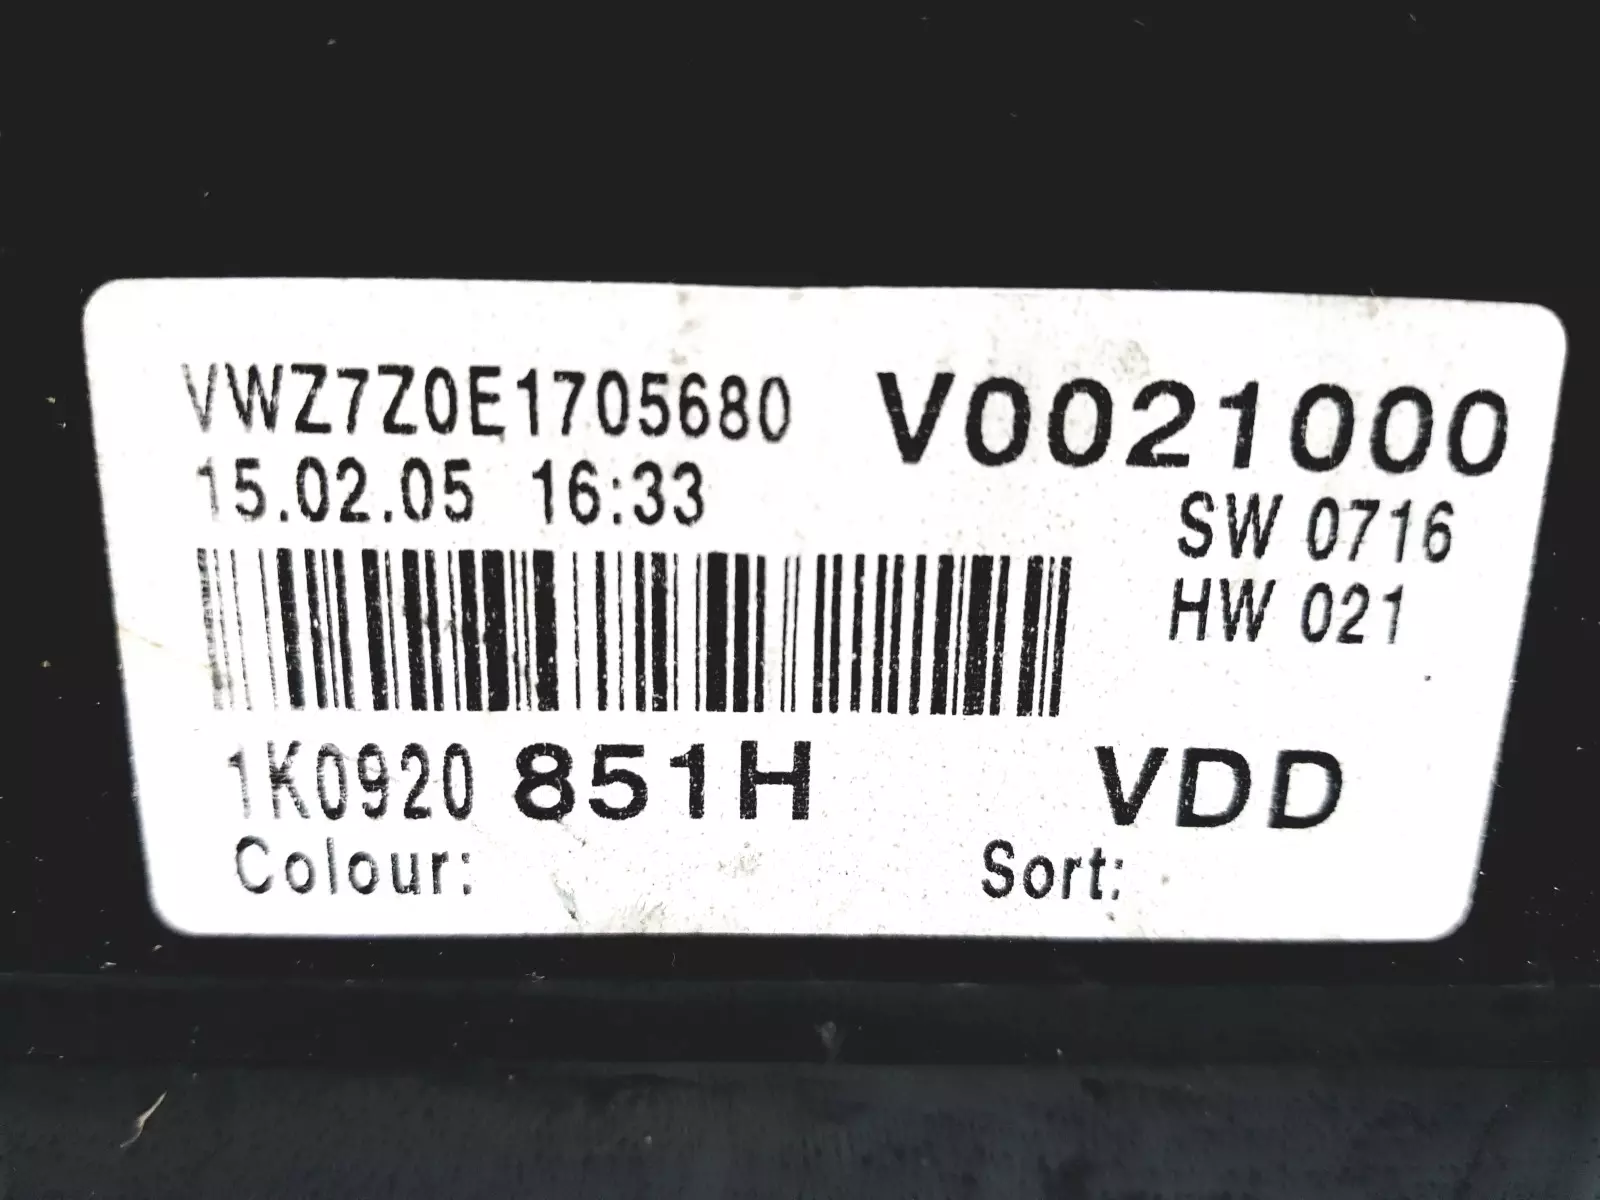 VWZ7Z0E1705680 V0021000
15.02.05 16:33 SW 0716
HW 021
1K0920 851H VDD
Colour: Sort: